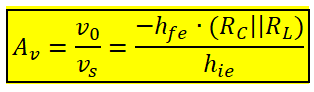 A_v = v_0/v_s = −h_fe · (R_C||R_L)/h_ie